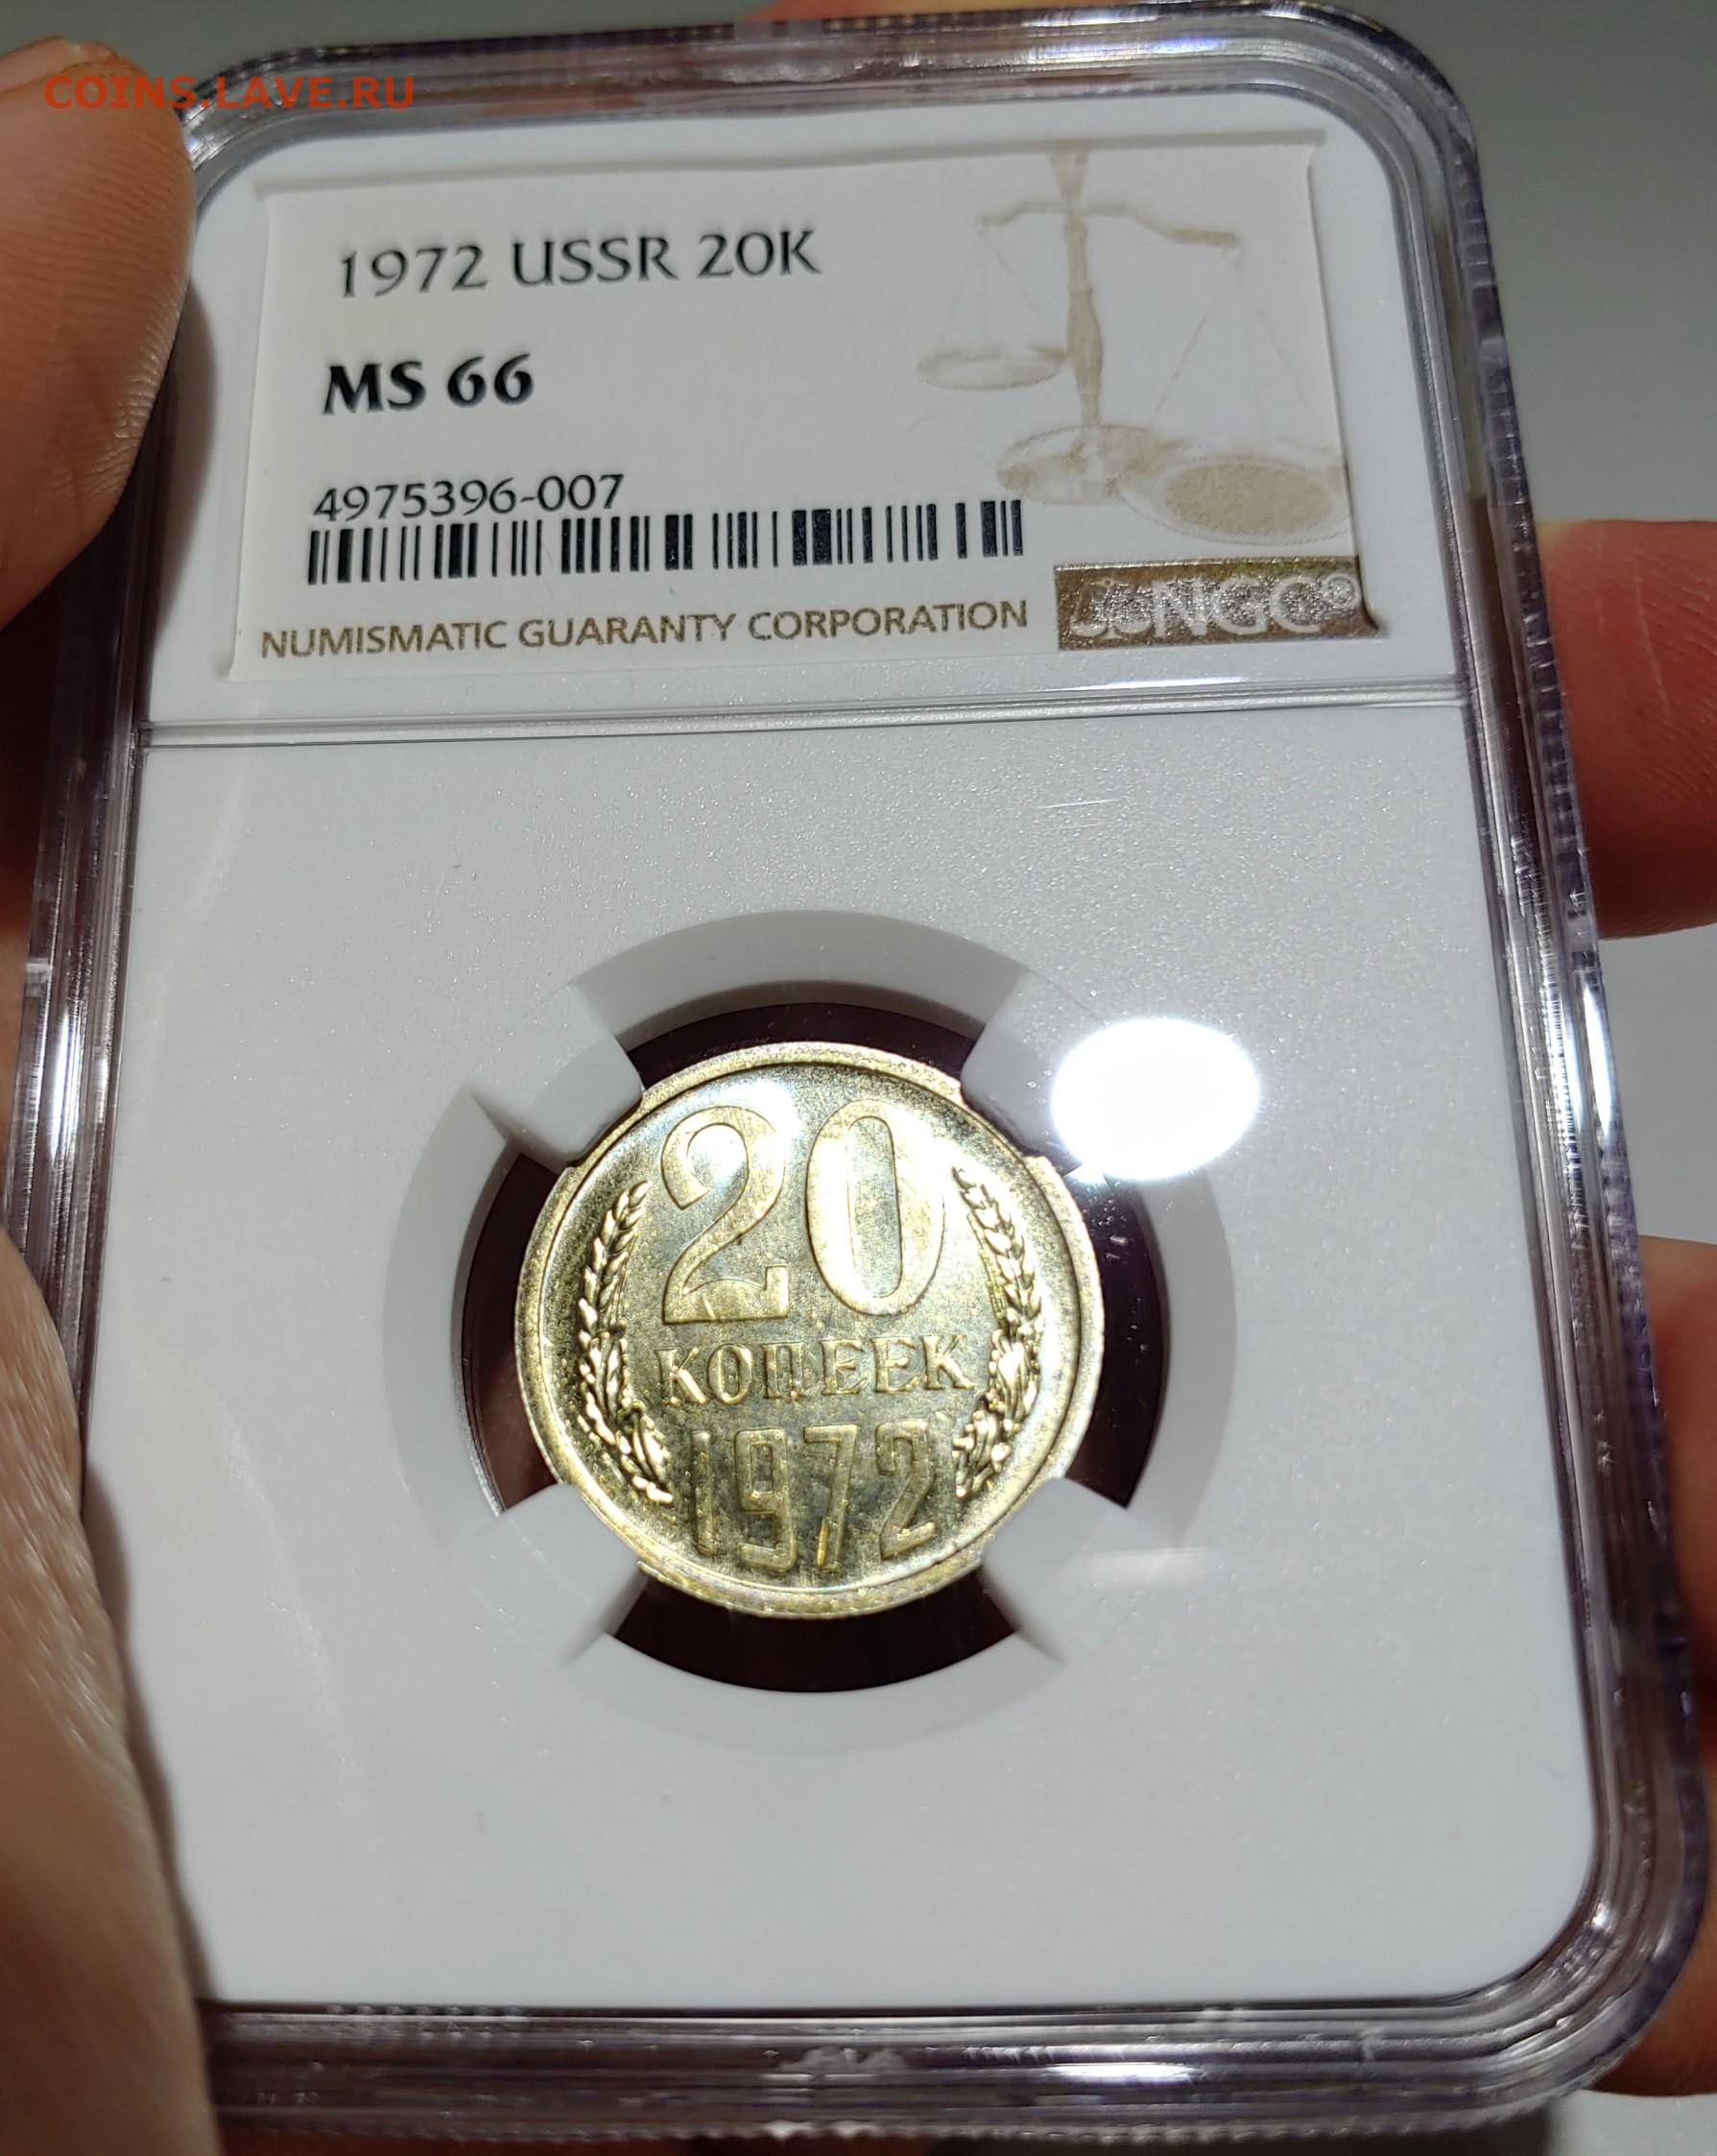 COINS.LAVE.RU
1972 USSR 20K
MS 66
4975396-007
NUMISMATIC GUARANTY CORPORATION
NGC®
20
КОПЕЕК
1972